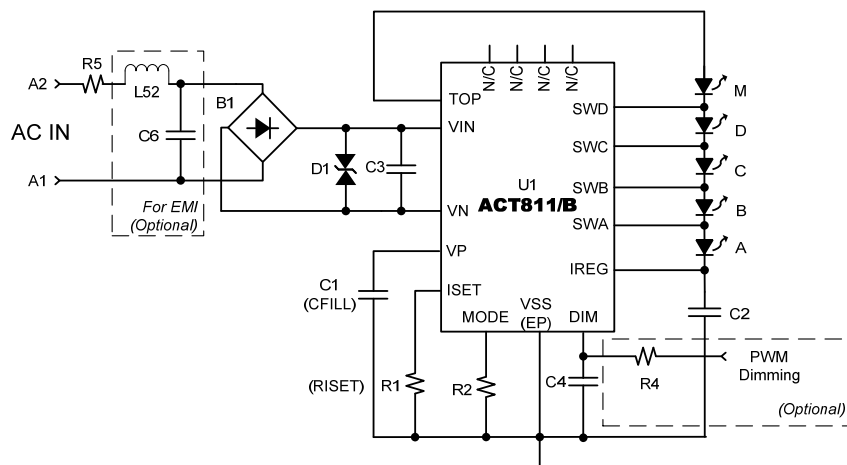 A2
R5
L52
B1
AC IN
C6
A1
For EMI
(Optional)
D1
C3
TOP
VIN
VN
VP
ISET
MODE
VSS
(EP)
DIM
N/C
N/C
N/C
N/C
U1
ACT811/B
SWD
SWC
SWB
SWA
IREG
M
D
C
B
A
C2
C1
(CFILL)
(RISET)
R1
R2
C4
R4
PWM
Dimming
(Optional)